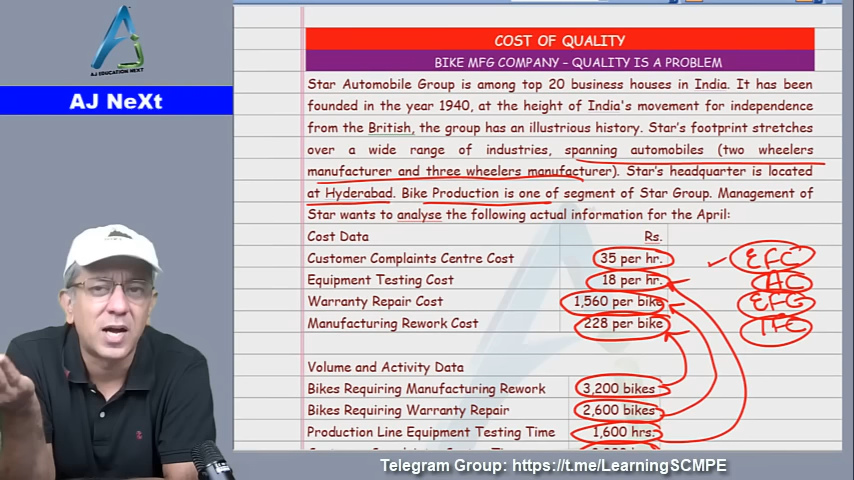 COST OF QUALITY
BIKE MFG COMPANY – QUALITY IS A PROBLEM
AJ EDUCATION NEXT
AJ NeXt
Star Automobile Group is among top 20 business houses in India. It has been
founded in the year 1940, at the height of India's movement for independence
from the British, the group has an illustrious history. Star's footprint stretches
over a wide range of industries, spanning automobiles (two wheelers
manufacturer and three wheelers manufacturer). Star's headquarter is located
at Hyderabad. Bike Production is one of segment of Star Group. Management of
Star wants to analyse the following actual information for the April:
Cost Data Rs.
Customer Complaints Centre Cost 35 per hr. EFC
Equipment Testing Cost 18 per hr. AC
Warranty Repair Cost 1,560 per bike EFC
Manufacturing Rework Cost 228 per bike IFC
Volume and Activity Data
Bikes Requiring Manufacturing Rework 3,200 bikes
Bikes Requiring Warranty Repair 2,600 bikes
Production Line Equipment Testing Time 1,600 hrs.
Telegram Group: https://t.me/LearningSCMPE